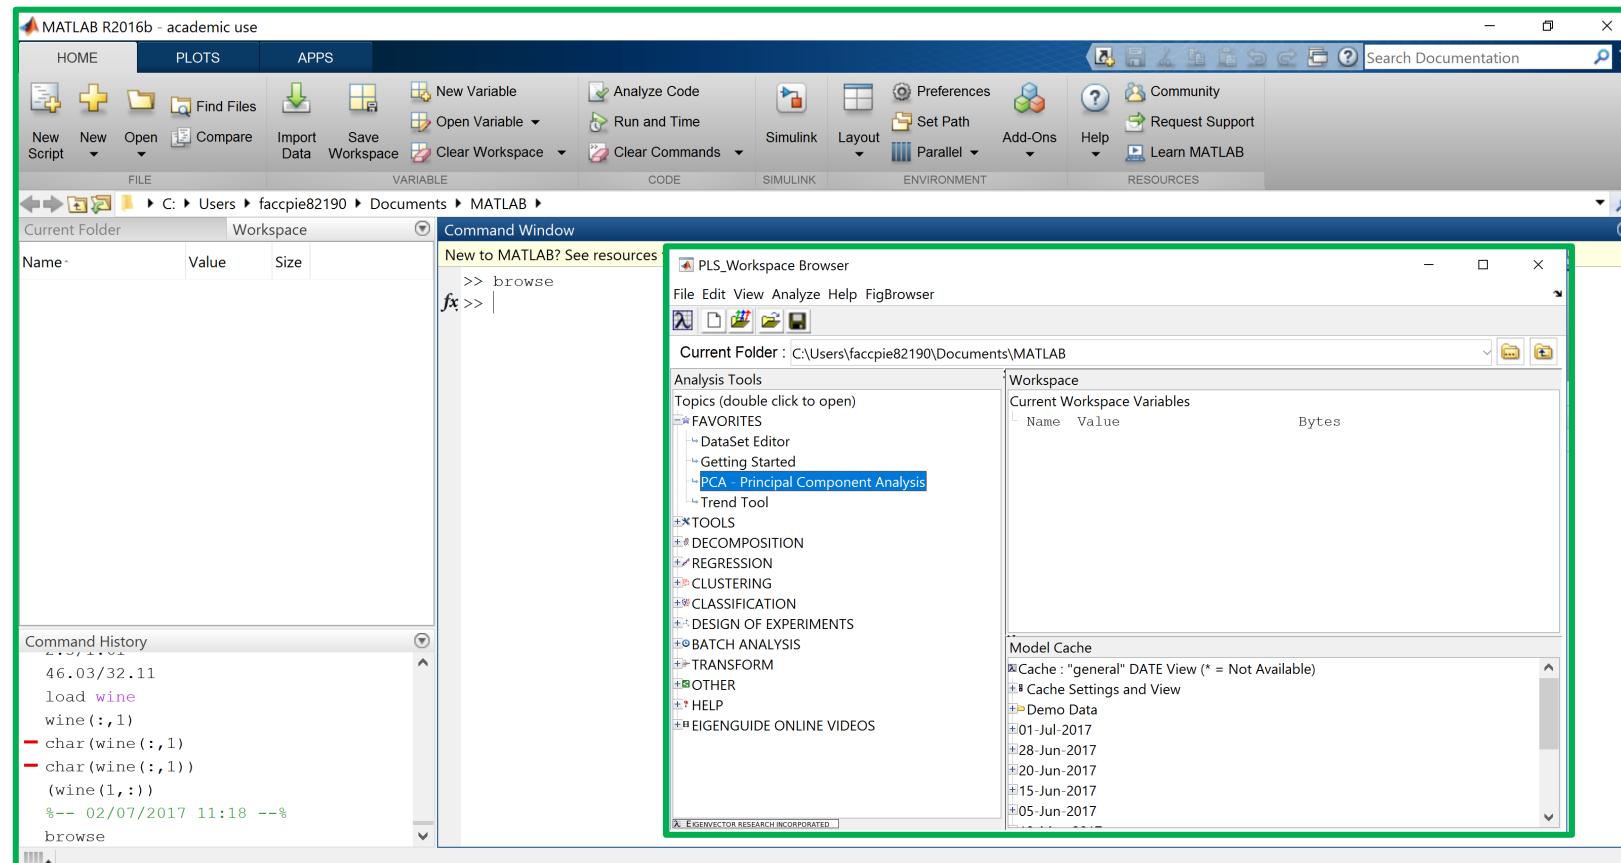 MATLAB R2016b - academic use
HOME PLOTS APPS
Search Documentation
New Script
New
Open
Find Files
Compare
Import Data
Save Workspace
New Variable
Open Variable
Clear Workspace
Analyze Code
Run and Time
Clear Commands
Simulink
Layout
Preferences
Set Path
Parallel
Add-Ons
Help
Community
Request Support
Learn MATLAB
FILE VARIABLE CODE SIMULINK ENVIRONMENT RESOURCES
C: Users faccpie82190 Documents MATLAB
Current Folder Workspace
Name Value Size
Command Window
New to MATLAB? See resources
>> browse
fx >>
Command History
46.03/32.11
load wine
wine(:,1)
char(wine(:,1)
char(wine(:,1))
(wine(1,:))
%-- 02/07/2017 11:18 --%
browse
PLS_Workspace Browser
File Edit View Analyze Help FigBrowser
Current Folder : C:\Users\faccpie82190\Documents\MATLAB
Analysis Tools
Topics (double click to open)
FAVORITES
DataSet Editor
Getting Started
PCA - Principal Component Analysis
Trend Tool
TOOLS
DECOMPOSITION
REGRESSION
CLUSTERING
CLASSIFICATION
DESIGN OF EXPERIMENTS
BATCH ANALYSIS
TRANSFORM
OTHER
HELP
EIGENGUIDE ONLINE VIDEOS
EIGENVECTOR RESEARCH INCORPORATED
Workspace
Current Workspace Variables
Name Value Bytes
Model Cache
Cache : "general" DATE View (* = Not Available)
Cache Settings and View
Demo Data
01-Jul-2017
28-Jun-2017
20-Jun-2017
15-Jun-2017
05-Jun-2017